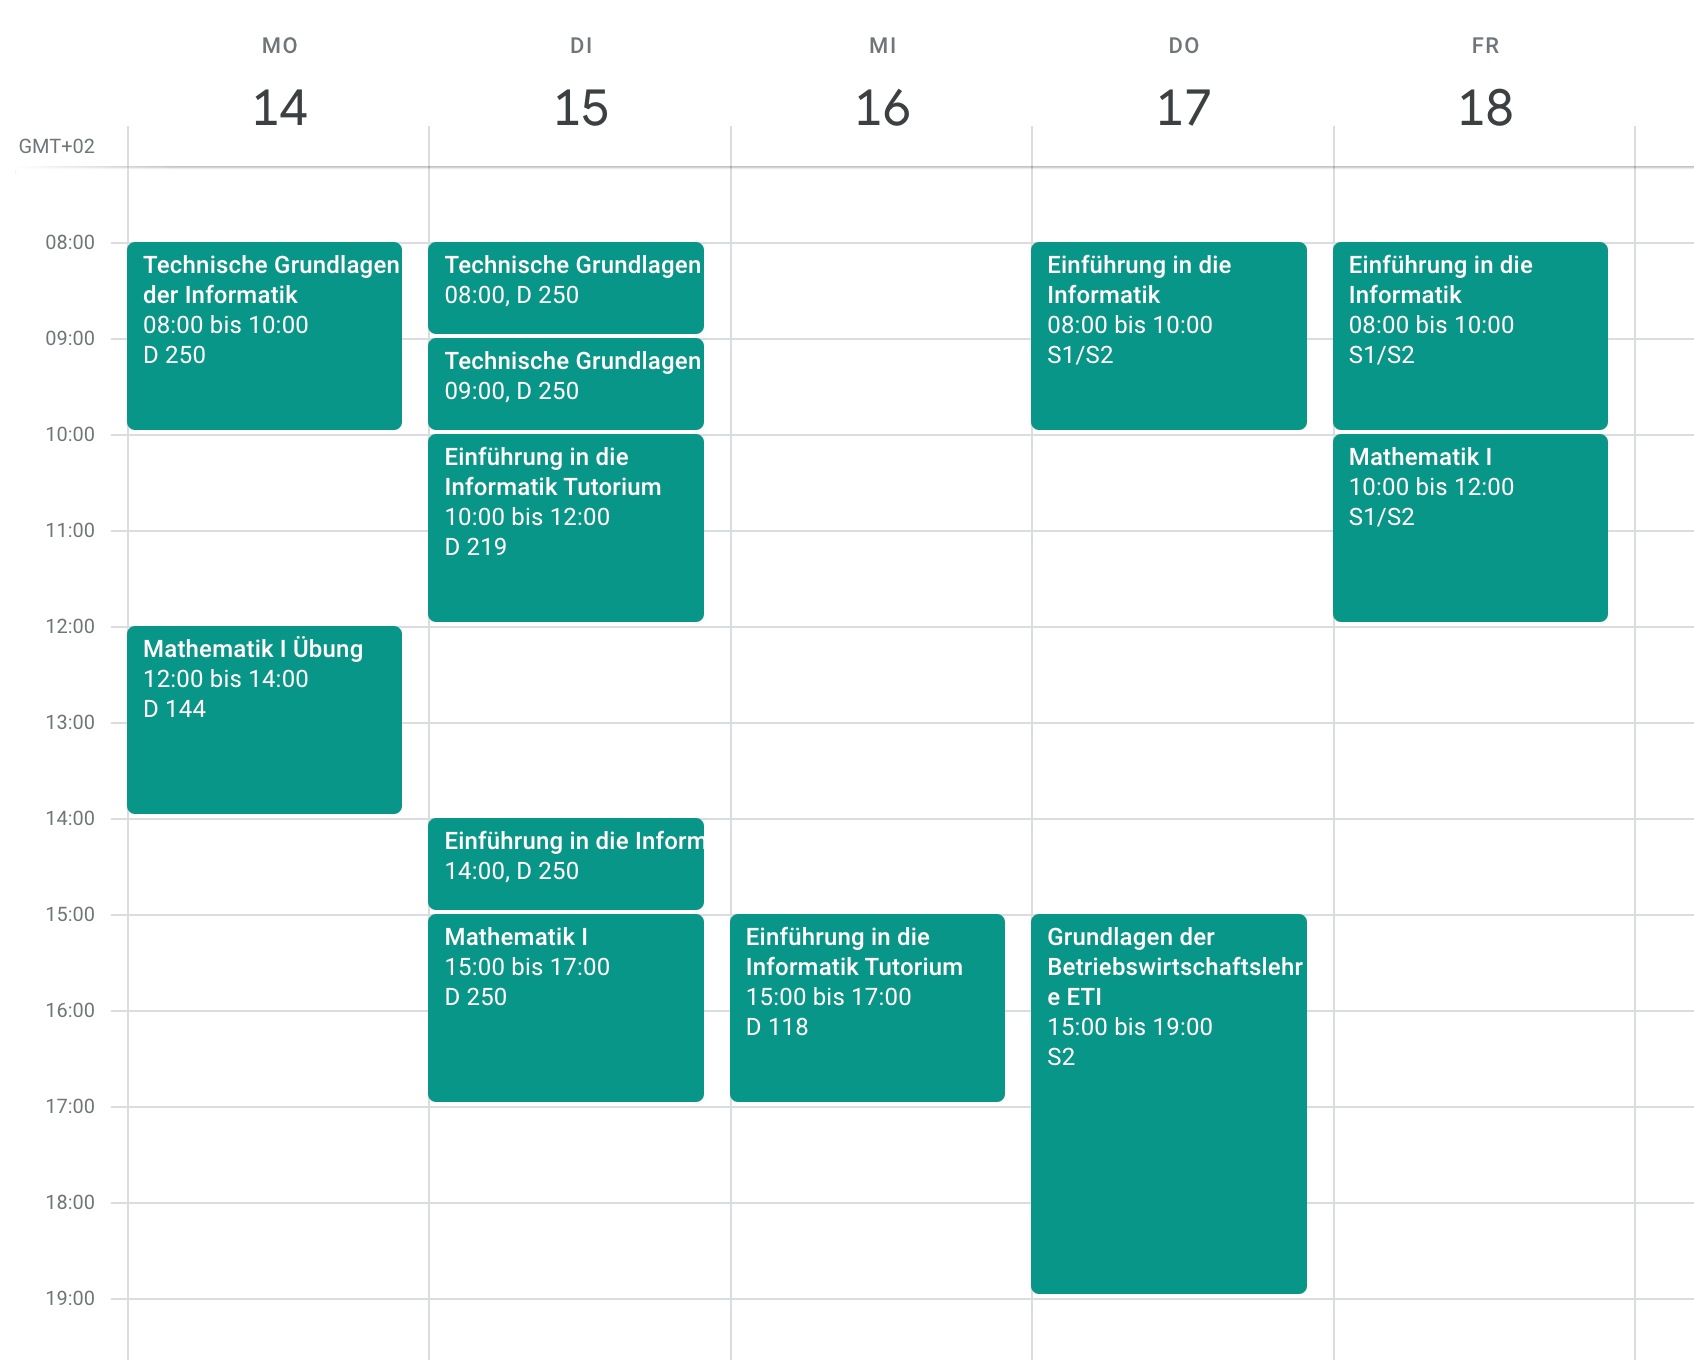 MO
DI
MI
DO
FR
14
15
16
17
18
GMT+02
08:00
09:00
10:00
11:00
12:00
13:00
14:00
15:00
16:00
17:00
18:00
19:00
Technische Grundlagen
der Informatik
08:00 bis 10:00
D 250
Mathematik I Übung
12:00 bis 14:00
D 144
Technische Grundlagen
08:00, D 250
Technische Grundlagen
09:00, D 250
Einführung in die
Informatik Tutorium
10:00 bis 12:00
D 219
Einführung in die Inform
14:00, D 250
Mathematik I
15:00 bis 17:00
D 250
Einführung in die
Informatik Tutorium
15:00 bis 17:00
D 118
Einführung in die
Informatik
08:00 bis 10:00
S1/S2
Grundlagen der
Betriebswirtschaftslehr
e ETI
15:00 bis 19:00
S2
Einführung in die
Informatik
08:00 bis 10:00
S1/S2
Mathematik I
10:00 bis 12:00
S1/S2